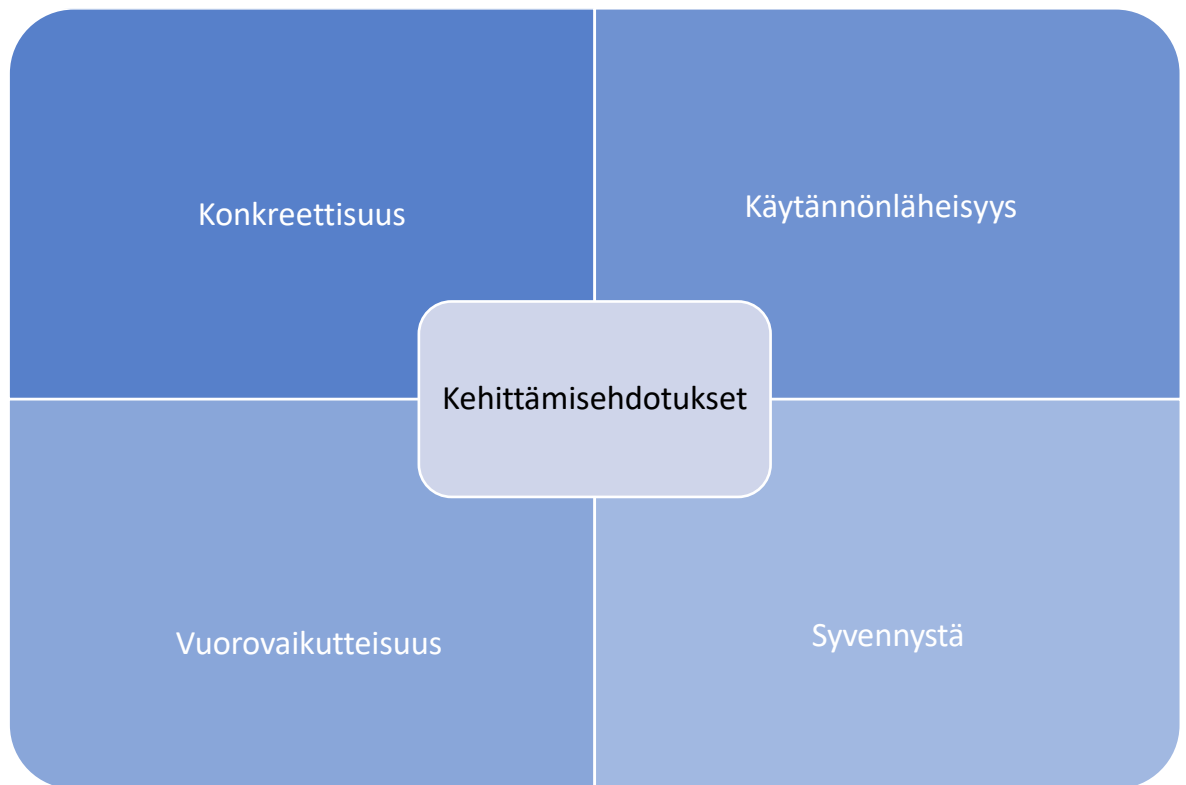 Konkreettisuus
Käytännönläheisyys
Kehittämisehdotukset
Vuorovaikutteisuus
Syvennystä